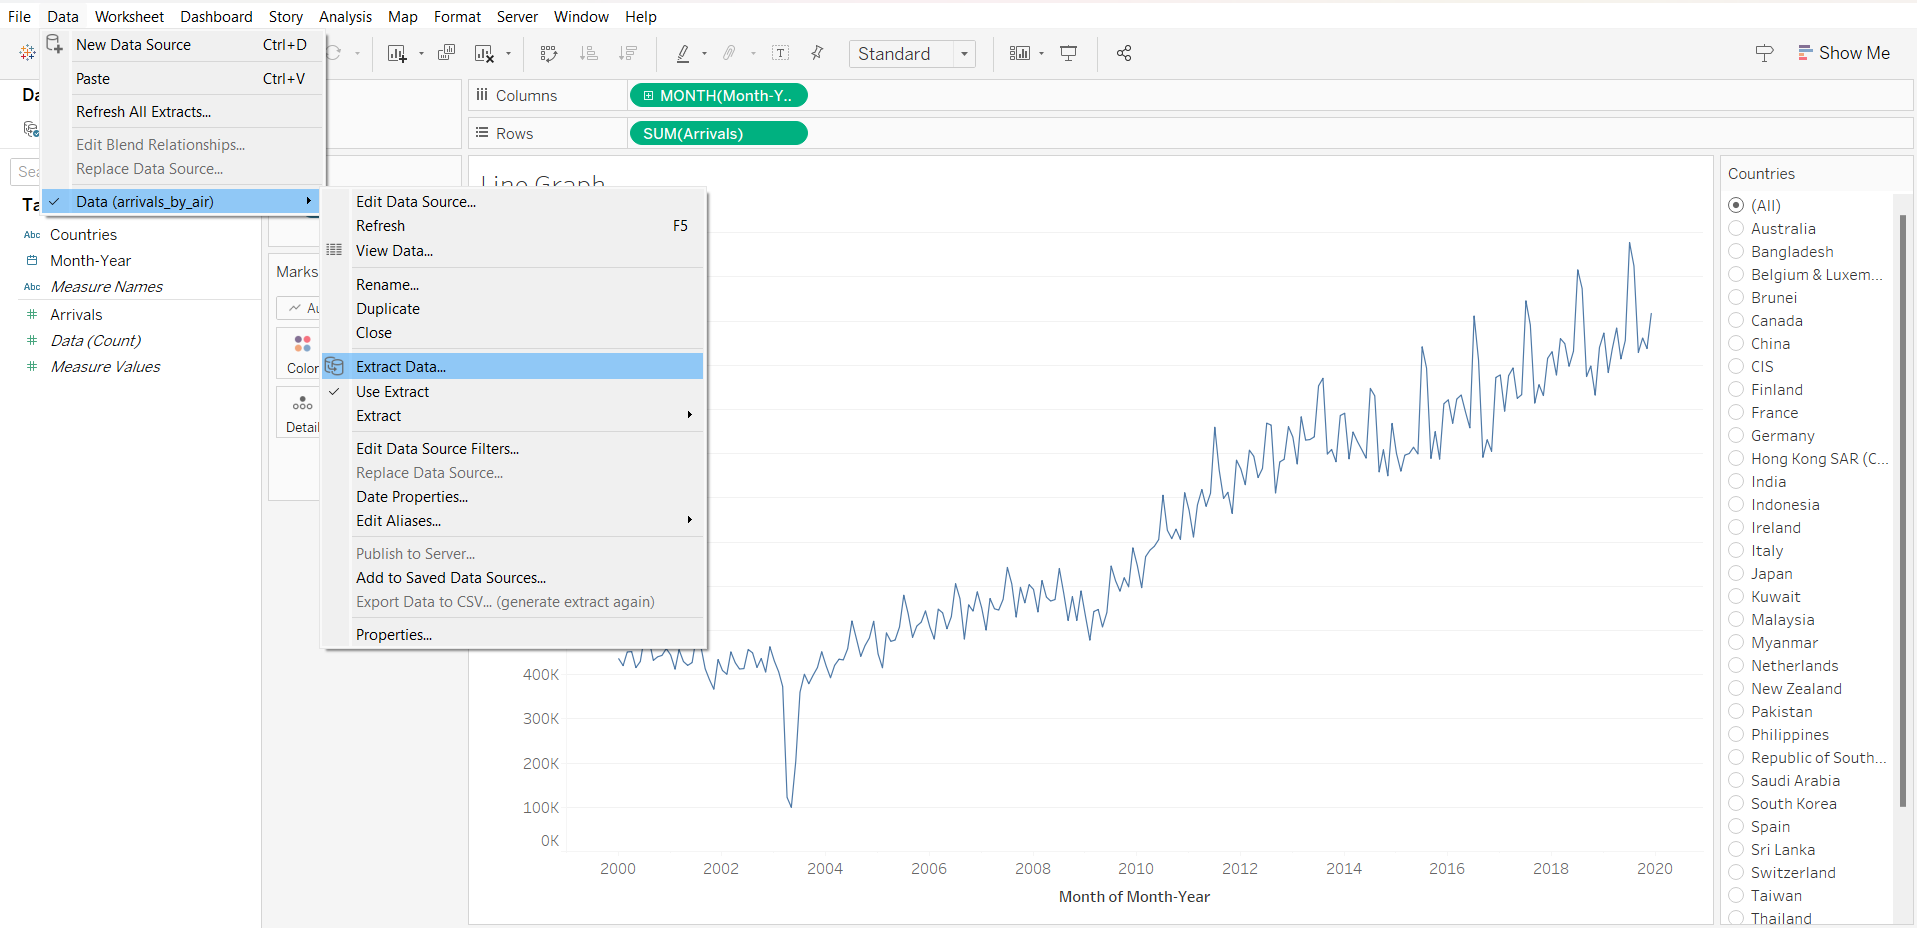 File Data Worksheet Dashboard Story Analysis Map Format Server Window Help
New Data Source Ctrl+D
Paste Ctrl+V
Refresh All Extracts...
Edit Blend Relationships...
Replace Data Source...
Data (arrivals_by_air)
Standard
Show Me
Da
Sea
Ta
Abc Countries
Month-Year
Abc Measure Names
# Arrivals
# Data (Count)
# Measure Values
Edit Data Source...
Refresh F5
View Data...
Rename...
Duplicate
Close
Extract Data...
Use Extract
Extract
Edit Data Source Filters...
Replace Data Source...
Date Properties...
Edit Aliases...
Publish to Server...
Add to Saved Data Sources...
Export Data to CSV... (generate extract again)
Properties...
Marks
Au
Color
Detail
Columns MONTH(Month-Y..
Rows SUM(Arrivals)
Line Graph
400K
300K
200K
100K
0K
2000 2002 2004 2006 2008 2010 2012 2014 2016 2018 2020
Month of Month-Year
Countries
(All)
Australia
Bangladesh
Belgium & Luxem...
Brunei
Canada
China
CIS
Finland
France
Germany
Hong Kong SAR (C...
India
Indonesia
Ireland
Italy
Japan
Kuwait
Malaysia
Myanmar
Netherlands
New Zealand
Pakistan
Philippines
Republic of South...
Saudi Arabia
South Korea
Spain
Sri Lanka
Switzerland
Taiwan
Thailand